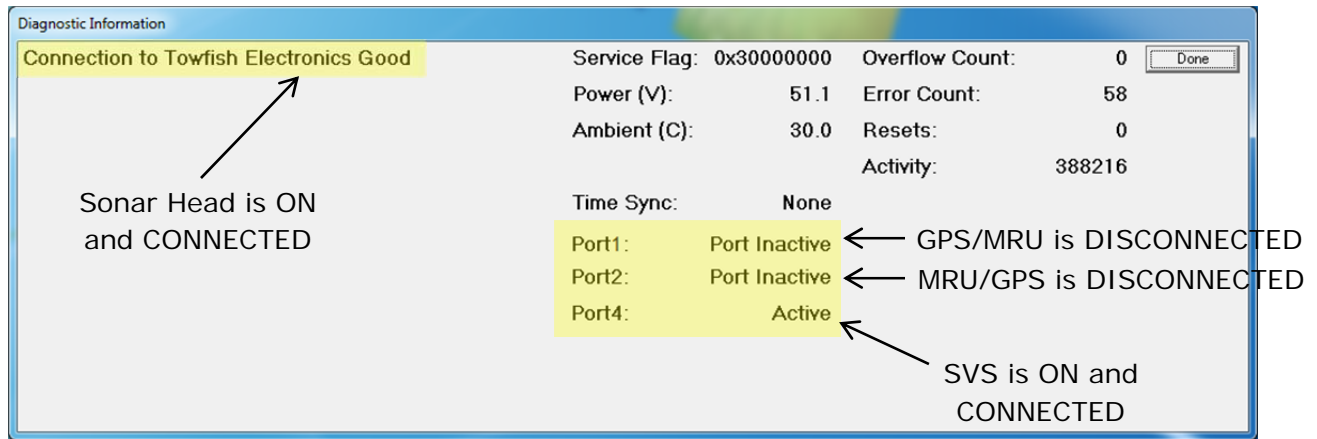 Diagnostic Information
Connection to Towfish Electronics Good
Service Flag: 0x30000000 Overflow Count: 0 Done
Power (V): 51.1 Error Count: 58
Ambient (C): 30.0 Resets: 0
Activity: 388216
Sonar Head is ON
and CONNECTED
Time Sync: None
Port1: Port Inactive GPS/MRU is DISCONNECTED
Port2: Port Inactive MRU/GPS is DISCONNECTED
Port4: Active
SVS is ON and
CONNECTED